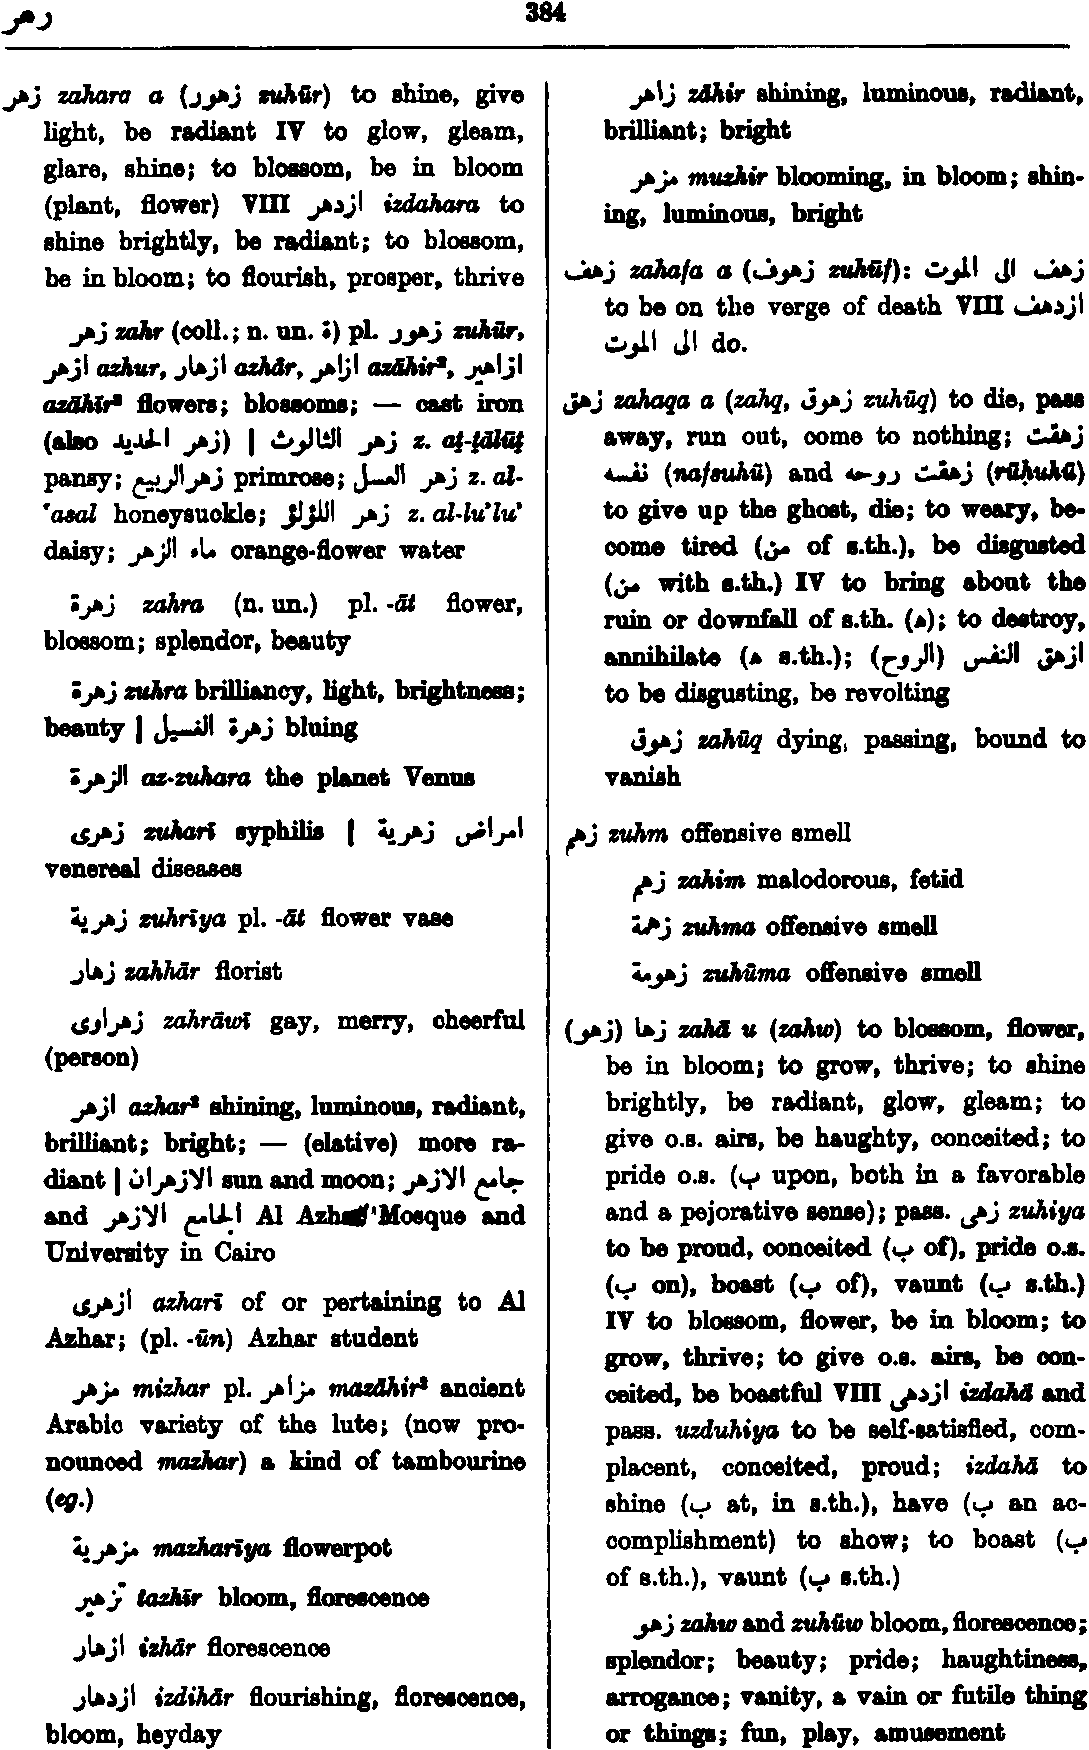 زهر
384
زهر zahara a (زهور zuhūr) to shine, give
light, be radiant IV to glow, gleam,
glare, shine; to blossom, be in bloom
(plant, flower) VIII ازدهر izdahara to
shine brightly, be radiant; to blossom,
be in bloom; to flourish, prosper, thrive
زهر zahr (coll.; n. un. ة) pl. زهور zuhūr,
ازهر azhur, ازهار azhār, ازاهر azāhir², ازاهير
azāhīr² flowers; blossoms; — cast iron
(also زهر الحديد) | زهر الثالوث z. aṯ-ṯālūṯ
pansy; زهر الربيع primrose; زهر العسل z. al-
ʿasal honeysuckle; زهر اللؤلؤ z. al-luʾluʾ
daisy; ماء الزهر orange-flower water
زهرة zahra (n. un.) pl. -āt flower,
blossom; splendor, beauty
زهرة zuhra brilliancy, light, brightness;
beauty | زهرة الغسيل bluing
الزهرة az-zuhara the planet Venus
زهرى zuharī syphilis | امراض زهرية
venereal diseases
زهرية zuhrīya pl. -āt flower vase
زهار zahhār florist
زهراوى zahrāwī gay, merry, cheerful
(person)
ازهر azhar² shining, luminous, radiant,
brilliant; bright; — (elative) more ra-
diant | الازهران sun and moon; جامع الازهر
and الجامع الازهر Al Azhar Mosque and
University in Cairo
ازهرى azharī of or pertaining to Al
Azhar; (pl. -ūn) Azhar student
مزهر mizhar pl. مزاهر mazāhir² ancient
Arabic variety of the lute; (now pro-
nounced mazhar) a kind of tambourine
(eg.)
مزهرية mazharīya flowerpot
تزهير tazhīr bloom, florescence
ازهار izhār florescence
ازدهار izdihār flourishing, florescence,
bloom, heyday
زاهر zāhir shining, luminous, radiant,
brilliant; bright
مزهر muzhir blooming, in bloom; shin-
ing, luminous, bright
زهف zahafa a (زهوف zuhūf): زهف الى الموت
to be on the verge of death VIII ازدهف
الى الموت do.
زهق zahaqa a (zahq, زهوق zuhūq) to die, pass
away, run out, come to nothing; زهقت
نفسه (nafsuhū) and زهقت روحه (rūḥuhū)
to give up the ghost, die; to weary, be-
come tired (من of s.th.), be disgusted
(من with s.th.) IV to bring about the
ruin or downfall of s.th. (ه); to destroy,
annihilate (ه s.th.); ازهق النفس (الروح)
to be disgusting, be revolting
زهوق zahūq dying, passing, bound to
vanish
زهم zuhm offensive smell
زهم zahim malodorous, fetid
زهمة zuhma offensive smell
زهومة zuhūma offensive smell
(زهو) زها zahā u (zahw) to blossom, flower,
be in bloom; to grow, thrive; to shine
brightly, be radiant, glow, gleam; to
give o.s. airs, be haughty, conceited; to
pride o.s. (ب upon, both in a favorable
and a pejorative sense); pass. زهى zuhiya
to be proud, conceited (ب of), pride o.s.
(ب on), boast (ب of), vaunt (ب s.th.)
IV to blossom, flower, be in bloom; to
grow, thrive; to give o.s. airs, be con-
ceited, be boastful VIII ازدهى izdahā and
pass. uzduhiya to be self-satisfied, com-
placent, conceited, proud; izdahā to
shine (ب at, in s.th.), have (ب an ac-
complishment) to show; to boast (ب
of s.th.), vaunt (ب s.th.)
زهو zahw and zuhūw bloom, florescence;
splendor; beauty; pride; haughtiness,
arrogance; vanity, a vain or futile thing
or things; fun, play, amusement